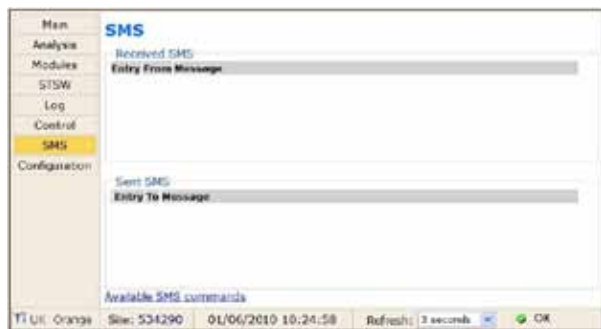 Main
Analysis
Modules
STSW
Log
Control
SMS
Configuration
SMS
Received SMS
Entry From Message
Sent SMS
Entry To Message
Available SMS commands
UK Orange
Site: 534290
01/06/2010 10:24:58
Refresh: 3 seconds
OK